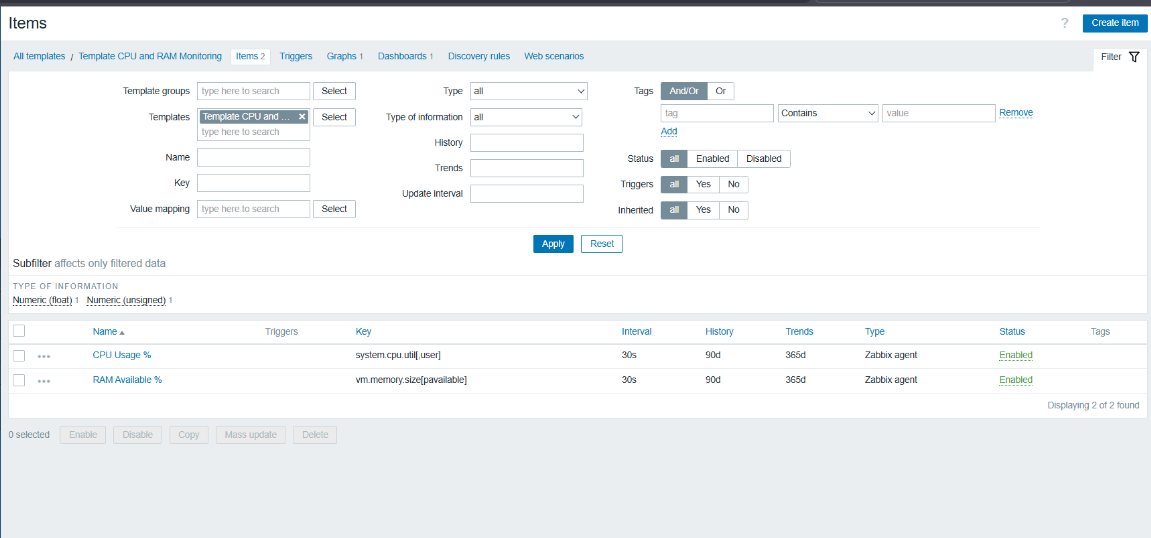 Items
? Create item
All templates / Template CPU and RAM Monitoring Items 2 Triggers Graphs 1 Dashboards 1 Discovery rules Web scenarios Filter
Template groups type here to search Select
Templates Template CPU and ... × Select
type here to search
Name
Key
Value mapping type here to search Select
Type all
Type of information all
History
Trends
Update interval
Tags And/Or Or
tag Contains value Remove
Add
Status all Enabled Disabled
Triggers all Yes No
Inherited all Yes No
Apply Reset
Subfilter affects only filtered data
TYPE OF INFORMATION
Numeric (float) 1 Numeric (unsigned) 1
Name Triggers Key Interval History Trends Type Status Tags
CPU Usage % system.cpu.util[,user] 30s 90d 365d Zabbix agent Enabled
RAM Available % vm.memory.size[pavailable] 30s 90d 365d Zabbix agent Enabled
Displaying 2 of 2 found
0 selected Enable Disable Copy Mass update Delete